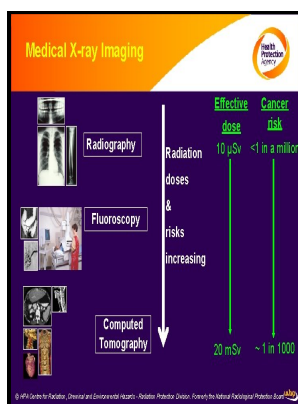 Medical X-ray Imaging
Health
Protection
Agency
Effective
dose
Cancer
risk
10 µSv
<1 in a million
Radiography
Radiation
doses
&
risks
increasing
Fluoroscopy
Computed
Tomography
20 mSv
~ 1 in 1000
© HPA Centre for Radiation, Chemical and Environmental Hazards - Radiation Protection Division. Formerly the National Radiological Protection Board